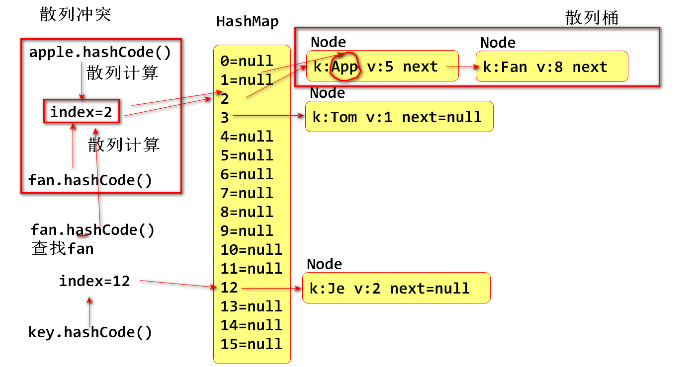 散列冲突
apple.hashCode()
散列计算
index=2
散列计算
fan.hashCode()
fan.hashCode()
查找fan
index=12
key.hashCode()
HashMap
0=null
1=null
2
3
4=null
5=null
6=null
7=null
8=null
9=null
10=null
11=null
12
13=null
14=null
15=null
散列桶
Node
k:App v:5 next
Node
k:Fan v:8 next
Node
k:Tom v:1 next=null
Node
k:Je v:2 next=null